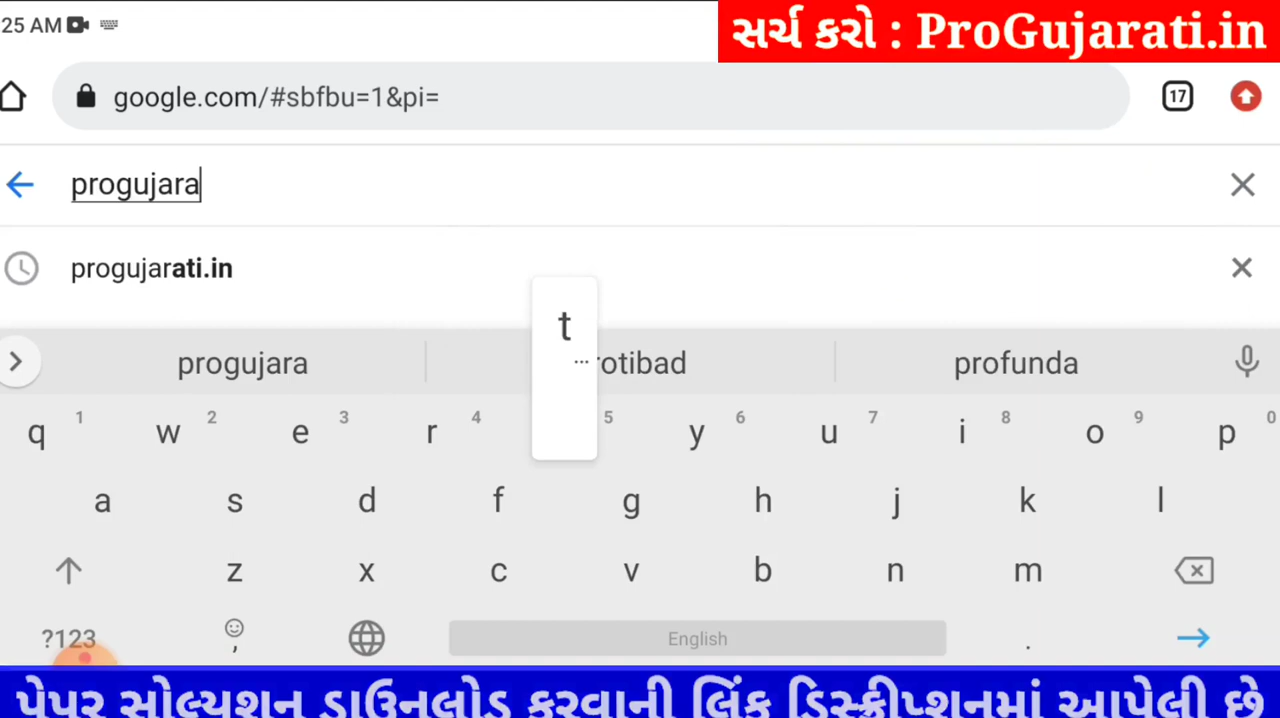 25 AM
સર્ચ કરો : ProGujarati.in
google.com/#sbfbu=1&pi=
17
progujara
progujarati.in
t
...
progujara
rotibad
profunda
q 1 w 2 e 3 r 4 5 y 6 u 7 i 8 o 9 p 0
a s d f g h j k l
z x c v b n m
?123 , English .
પેપર સોલ્યશન ડાઉનલોડ કરવાની લિંક ડિસ્ક્રીપ્શનમાં આપેલી છે